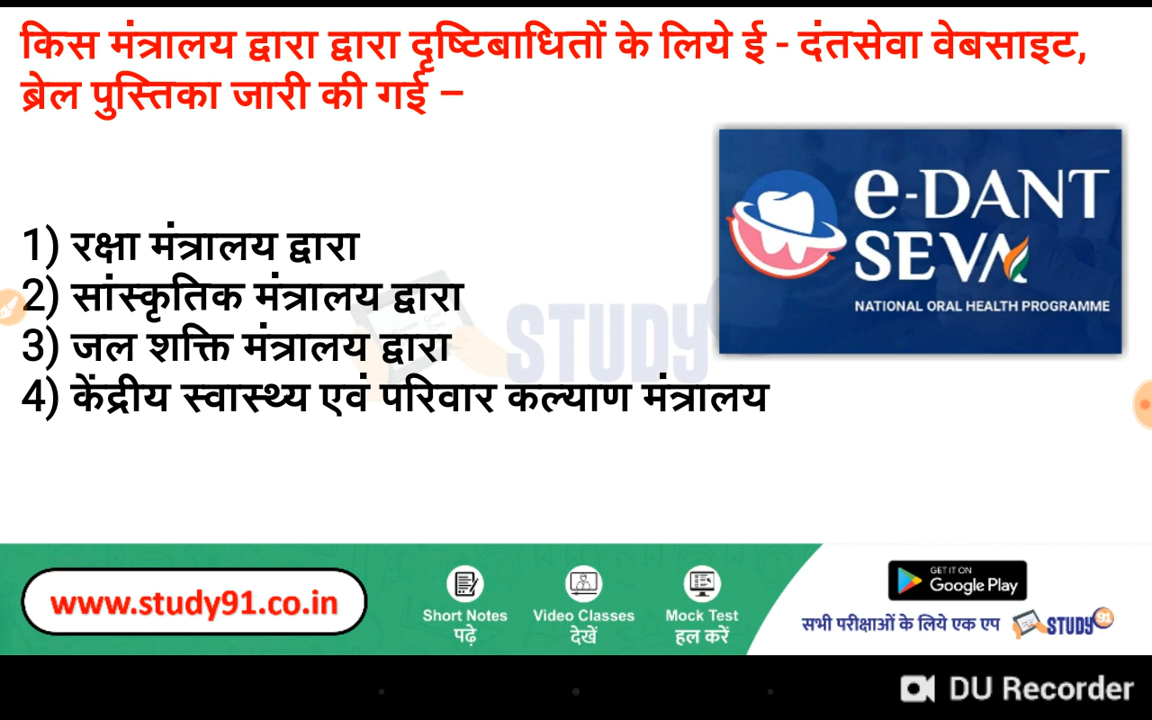 किस मंत्रालय द्वारा द्वारा दृष्टिबाधितों के लिये ई - दंतसेवा वेबसाइट,
ब्रेल पुस्तिका जारी की गई –
e-DANT
SEVA
NATIONAL ORAL HEALTH PROGRAMME
1) रक्षा मंत्रालय द्वारा
2) सांस्कृतिक मंत्रालय द्वारा
3) जल शक्ति मंत्रालय द्वारा
4) केंद्रीय स्वास्थ्य एवं परिवार कल्याण मंत्रालय
STUDY
www.study91.co.in
Short Notes
पढ़े
Video Classes
देखें
Mock Test
हल करें
GET IT ON
Google Play
सभी परीक्षाओं के लिये एक एप
STUDY 91
DU Recorder